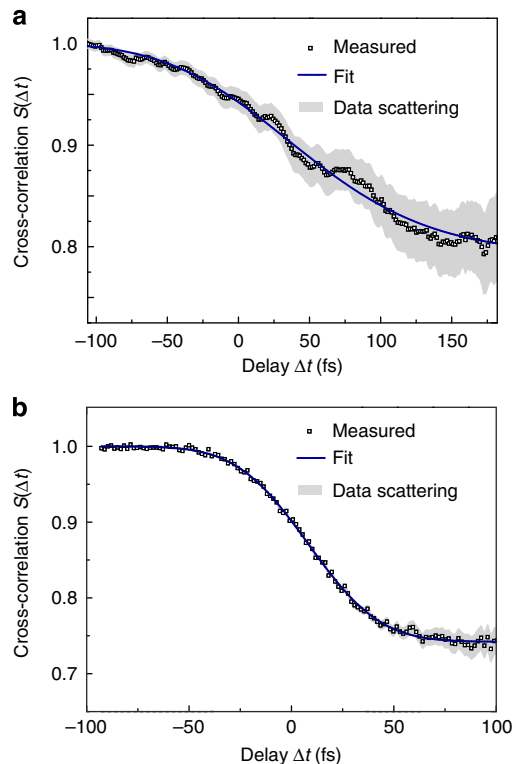 a
1.0
0.9
0.8
Cross-correlation S(Δt)
Measured
Fit
Data scattering
−100
−50
0
50
100
150
Delay Δt (fs)
b
1.0
0.9
0.8
0.7
Cross-correlation S(Δt)
Measured
Fit
Data scattering
−100
−50
0
50
100
Delay Δt (fs)